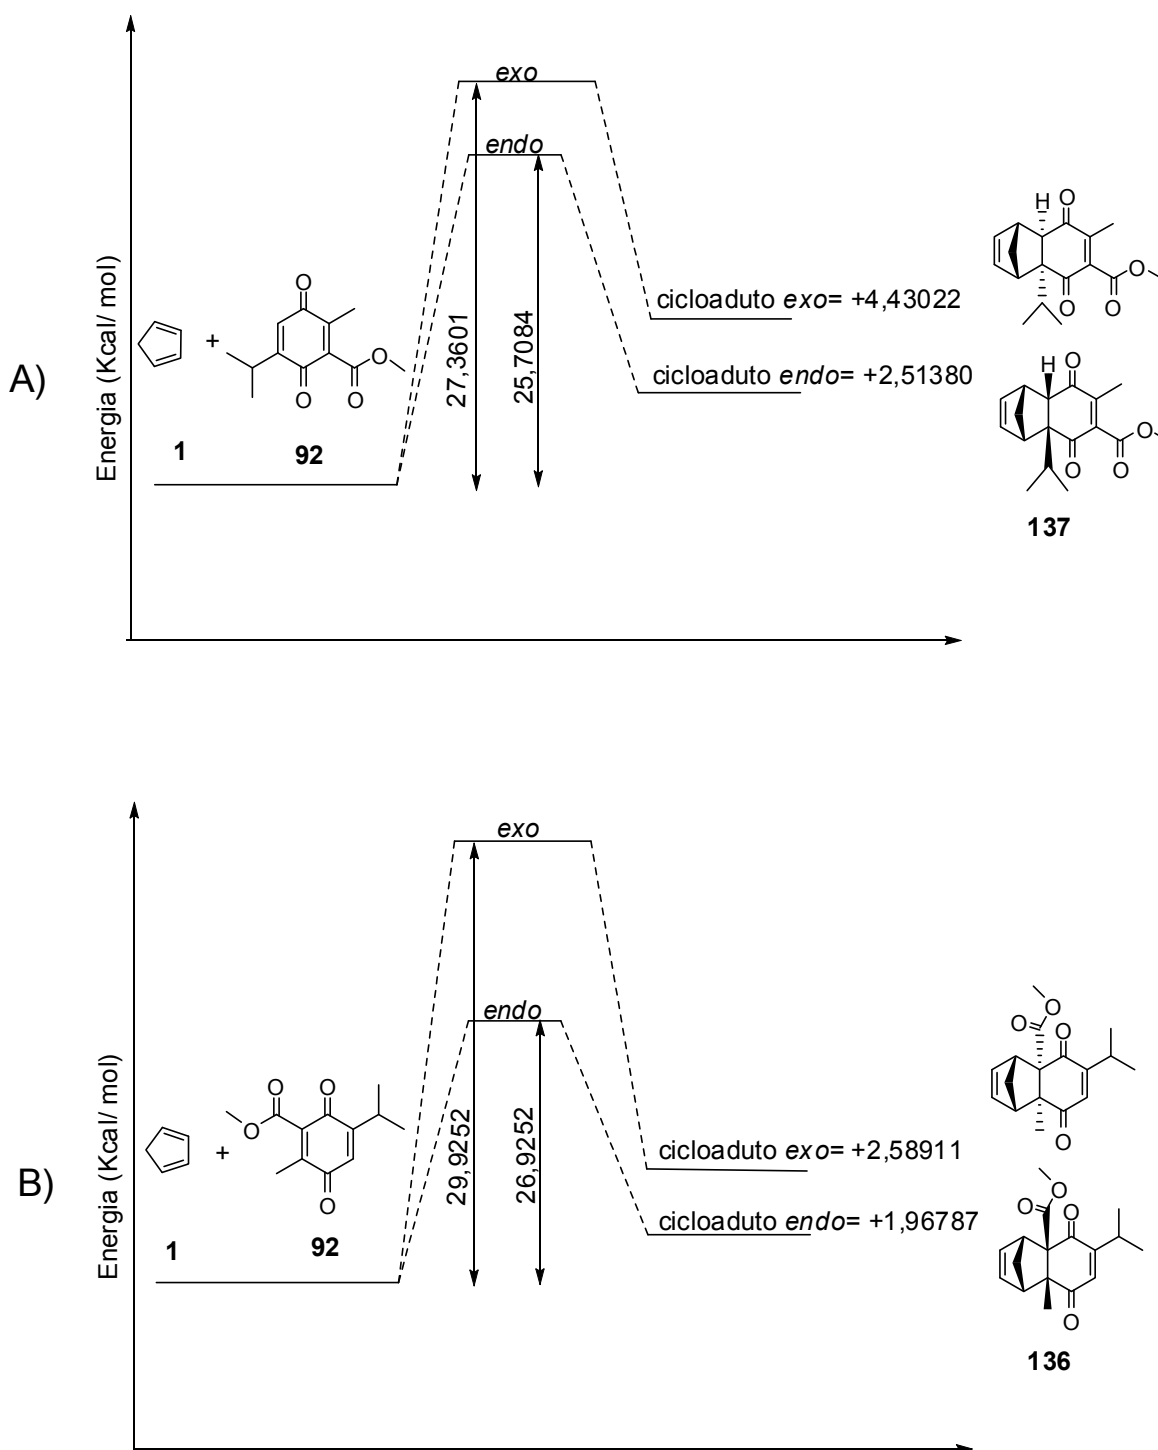 A)
Energia (Kcal/ mol)
exo
endo
27,3601
25,7084
+
O
O
O
O
1
92
cicloaduto exo= +4,43022
cicloaduto endo= +2,51380
H
O
O
O
O
H
O
O
O
O
137
B)
Energia (Kcal/ mol)
exo
endo
29,9252
26,9252
+
O
O
O
O
1
92
cicloaduto exo= +2,58911
cicloaduto endo= +1,96787
O
O
O
O
O
O
O
O
136